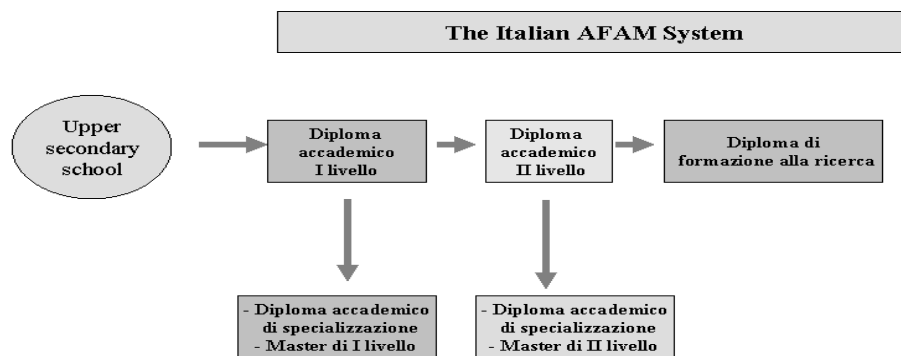 The Italian AFAM System
Upper
secondary
school
Diploma
accademico
I livello
Diploma
accademico
II livello
Diploma di
formazione alla ricerca
- Diploma accademico
di specializzazione
- Master di I livello
- Diploma accademico
di specializzazione
- Master di II livello